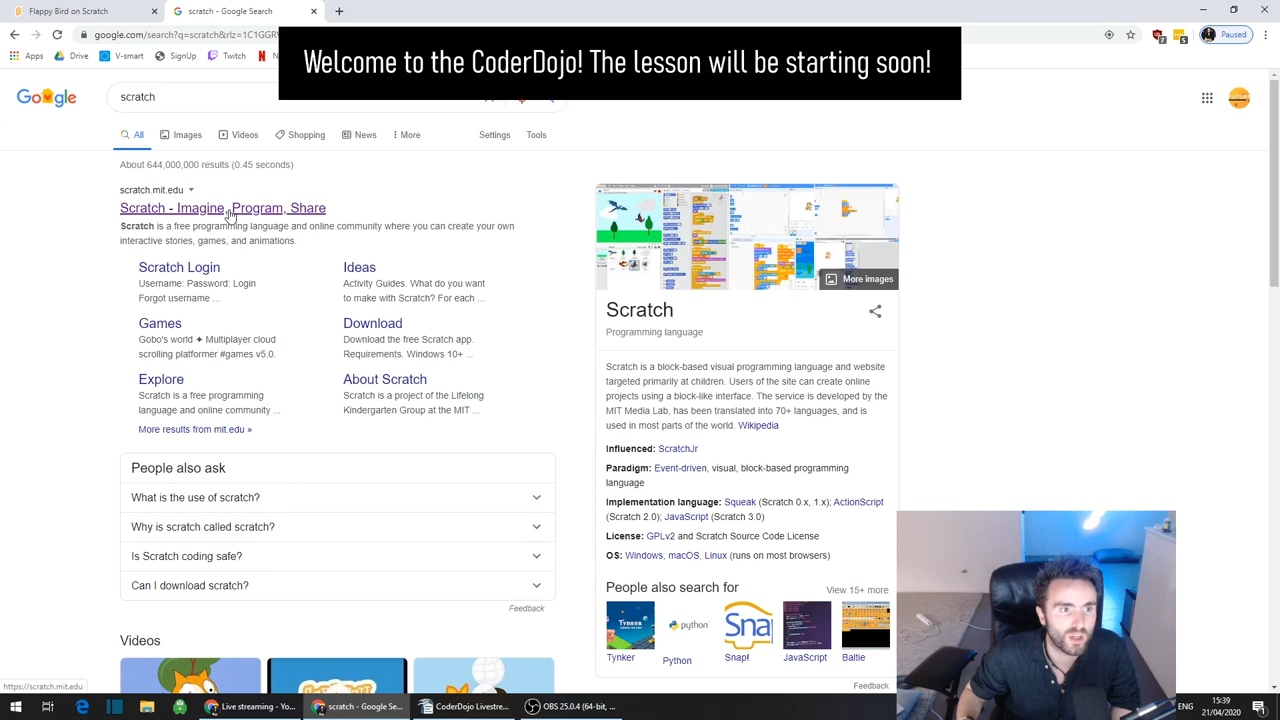 Flappy Bird
Scratch
scratch - Google Search
google.com/search?q=scratch&rlz=1C1GGR
Paused
7
5
Apps
Drive
V-smart
SignUp
Twitch
Welcome to the CoderDojo! The lesson will be starting soon!
Google
scratch
All
Images
Videos
Shopping
News
More
Settings
Tools
About 644,000,000 results (0.45 seconds)
scratch.mit.edu
Scratch - Imagine, Program, Share
Scratch is a free programming language and online community where you can create your own
interactive stories, games, and animations.
Scratch Login
Username: Password: Login
Forgot username ...
Ideas
Activity Guides. What do you want
to make with Scratch? For each ...
Games
Gobo's world ✦ Multiplayer cloud
scrolling platformer #games v5.0.
Download
Download the free Scratch app.
Requirements. Windows 10+ ...
Explore
Scratch is a free programming
language and online community ...
About Scratch
Scratch is a project of the Lifelong
Kindergarten Group at the MIT ...
More results from mit.edu »
People also ask
What is the use of scratch?
Why is scratch called scratch?
Is Scratch coding safe?
Can I download scratch?
Feedback
Videos
More images
Scratch
Programming language
Scratch is a block-based visual programming language and website
targeted primarily at children. Users of the site can create online
projects using a block-like interface. The service is developed by the
MIT Media Lab, has been translated into 70+ languages, and is
used in most parts of the world. Wikipedia
Influenced: ScratchJr
Paradigm: Event-driven, visual, block-based programming
language
Implementation language: Squeak (Scratch 0.x, 1.x); ActionScript
(Scratch 2.0); JavaScript (Scratch 3.0)
License: GPLv2 and Scratch Source Code License
OS: Windows, macOS, Linux (runs on most browsers)
People also search for
View 15+ more
TYNKER
python
Sna
Tynker
Python
Snap!
JavaScript
Baltie
Feedback
https://scratch.mit.edu
Live streaming - Yo...
scratch - Google Se...
CoderDojo Livestre...
OBS 25.0.4 (64-bit, ...
ENG
15:39
21/04/2020